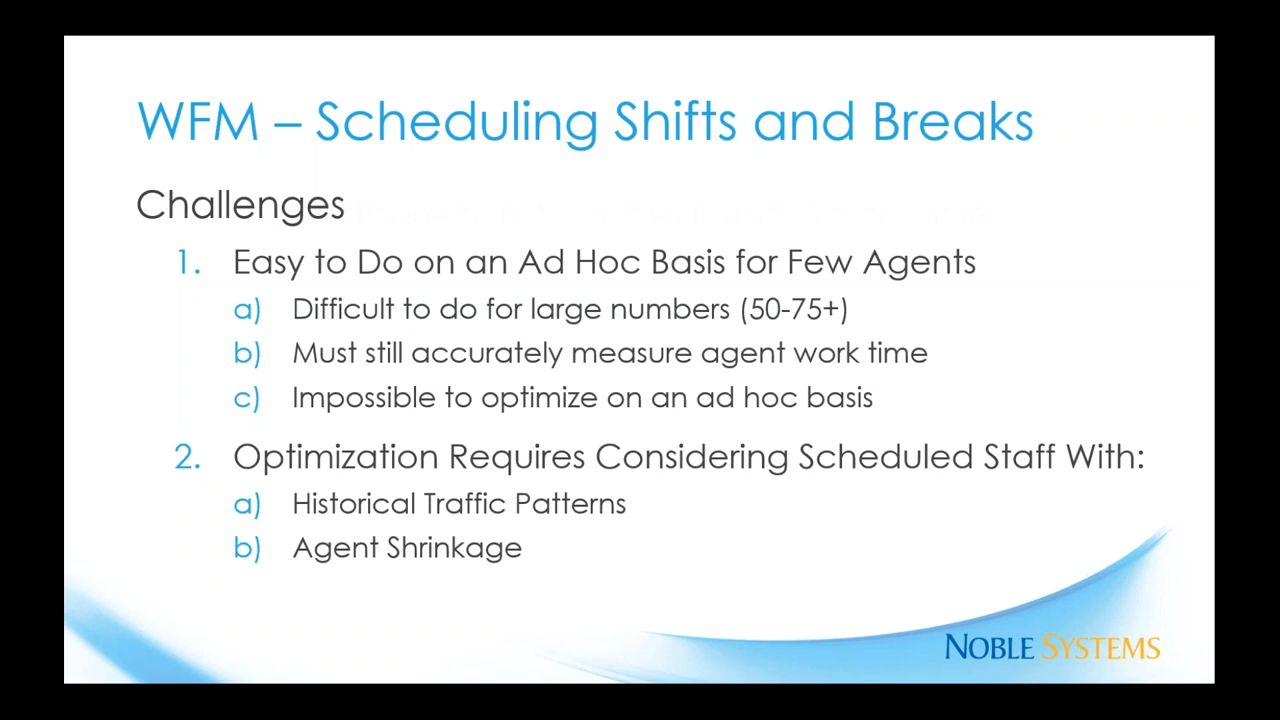 WFM – Scheduling Shifts and Breaks
Challenges
1. Easy to Do on an Ad Hoc Basis for Few Agents
a) Difficult to do for large numbers (50-75+)
b) Must still accurately measure agent work time
c) Impossible to optimize on an ad hoc basis
2. Optimization Requires Considering Scheduled Staff With:
a) Historical Traffic Patterns
b) Agent Shrinkage
NOBLE SYSTEMS